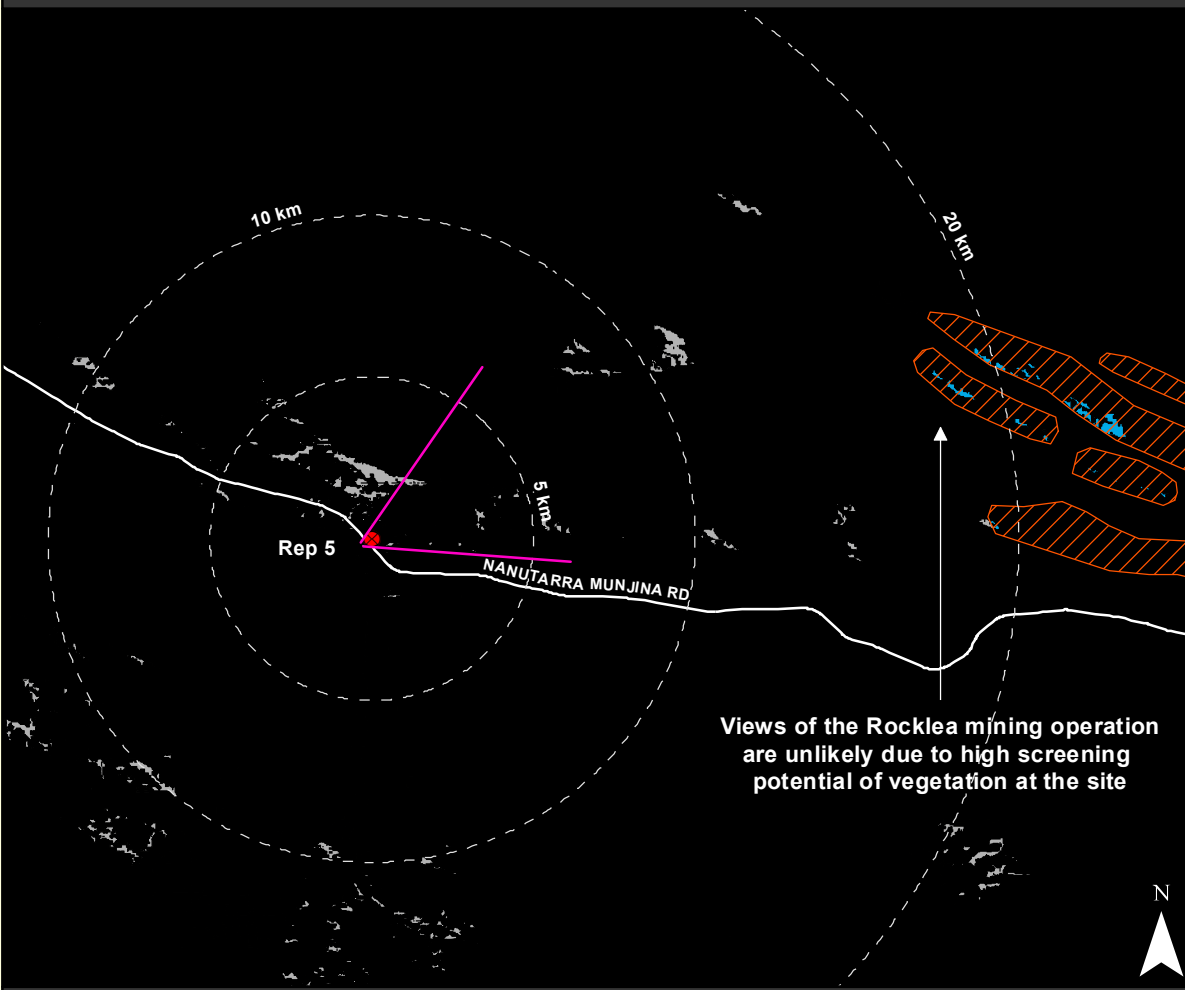 10 km
20 km
5 km
Rep 5
NANUTARRA MUNJINA RD
Views of the Rocklea mining operation
are unlikely due to high screening
potential of vegetation at the site
N